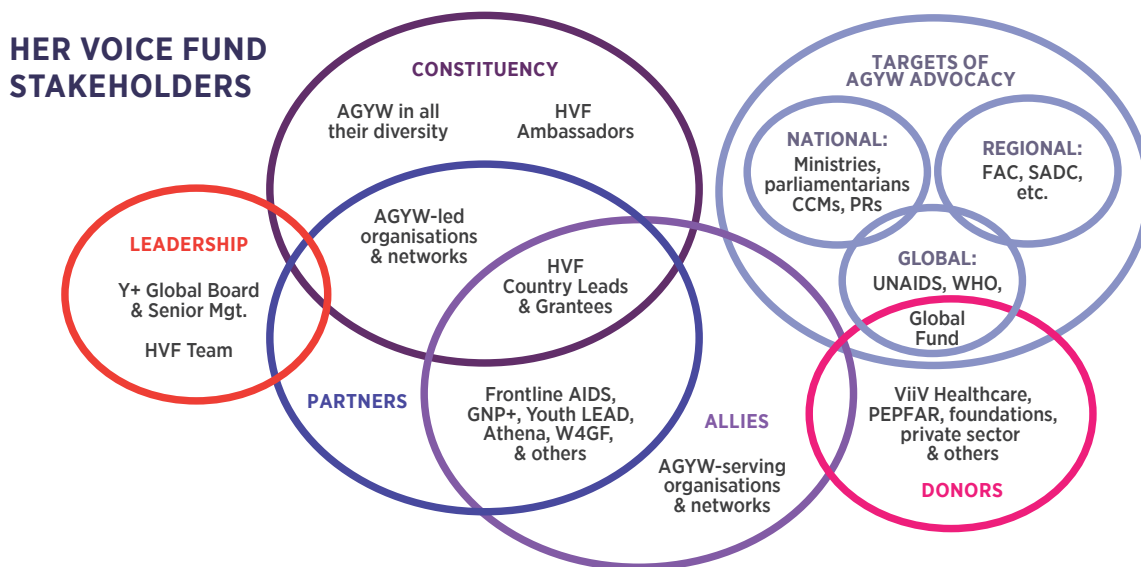 HER VOICE FUND
STAKEHOLDERS
CONSTITUENCY
AGYW in all
their diversity
HVF
Ambassadors
AGYW-led
organisations
& networks
HVF
Country Leads
& Grantees
LEADERSHIP
Y+ Global Board
& Senior Mgt.
HVF Team
PARTNERS
Frontline AIDS,
GNP+, Youth LEAD,
Athena, W4GF,
& others
ALLIES
AGYW-serving
organisations
& networks
TARGETS OF
AGYW ADVOCACY
NATIONAL:
Ministries,
parliamentarians
CCMs, PRs
REGIONAL:
FAC, SADC,
etc.
GLOBAL:
UNAIDS, WHO,
Global
Fund
ViiV Healthcare,
PEPFAR, foundations,
private sector
& others
DONORS